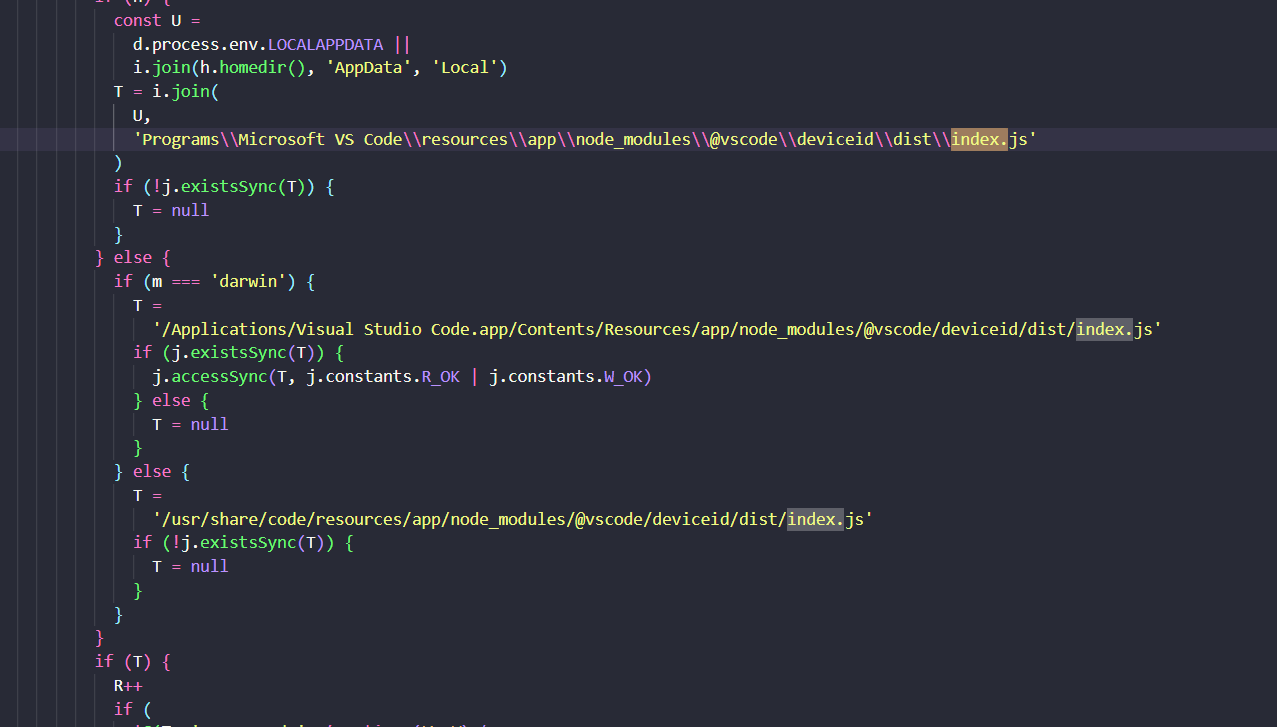 const U =
d.process.env.LOCALAPPDATA ||
i.join(h.homedir(), 'AppData', 'Local')
T = i.join(
U,
'Programs\\Microsoft VS Code\\resources\\app\\node_modules\\@vscode\\deviceid\\dist\\index.js'
)
if (!j.existsSync(T)) {
T = null
}
} else {
if (m === 'darwin') {
T =
'/Applications/Visual Studio Code.app/Contents/Resources/app/node_modules/@vscode/deviceid/dist/index.js'
if (j.existsSync(T)) {
j.accessSync(T, j.constants.R_OK | j.constants.W_OK)
} else {
T = null
}
} else {
T =
'/usr/share/code/resources/app/node_modules/@vscode/deviceid/dist/index.js'
if (!j.existsSync(T)) {
T = null
}
}
}
if (T) {
R++
if (